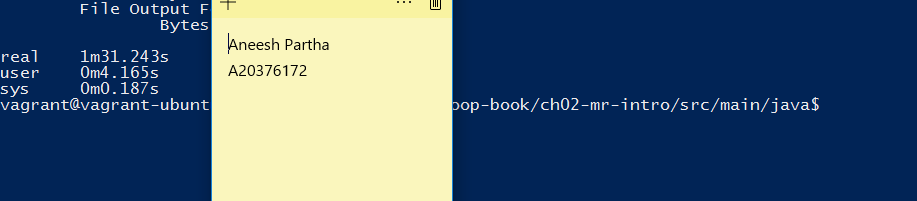 File Output F
Bytes
Aneesh Partha
A20376172
real 1m31.243s
user 0m4.165s
sys 0m0.187s
vagrant@vagrant-ubunt oop-book/ch02-mr-intro/src/main/java$